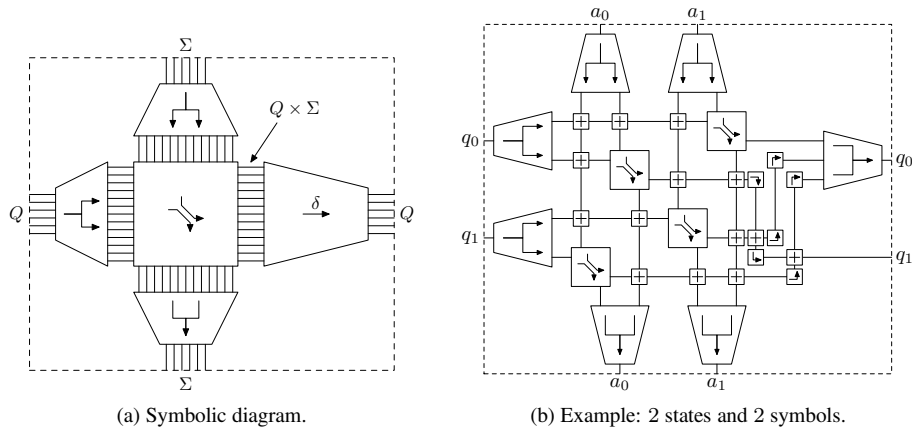 Σ
Q × Σ
Q
δ
Q
Σ
(a) Symbolic diagram.
a₀ a₁
q₀
q₀
q₁
q₁
a₀ a₁
(b) Example: 2 states and 2 symbols.